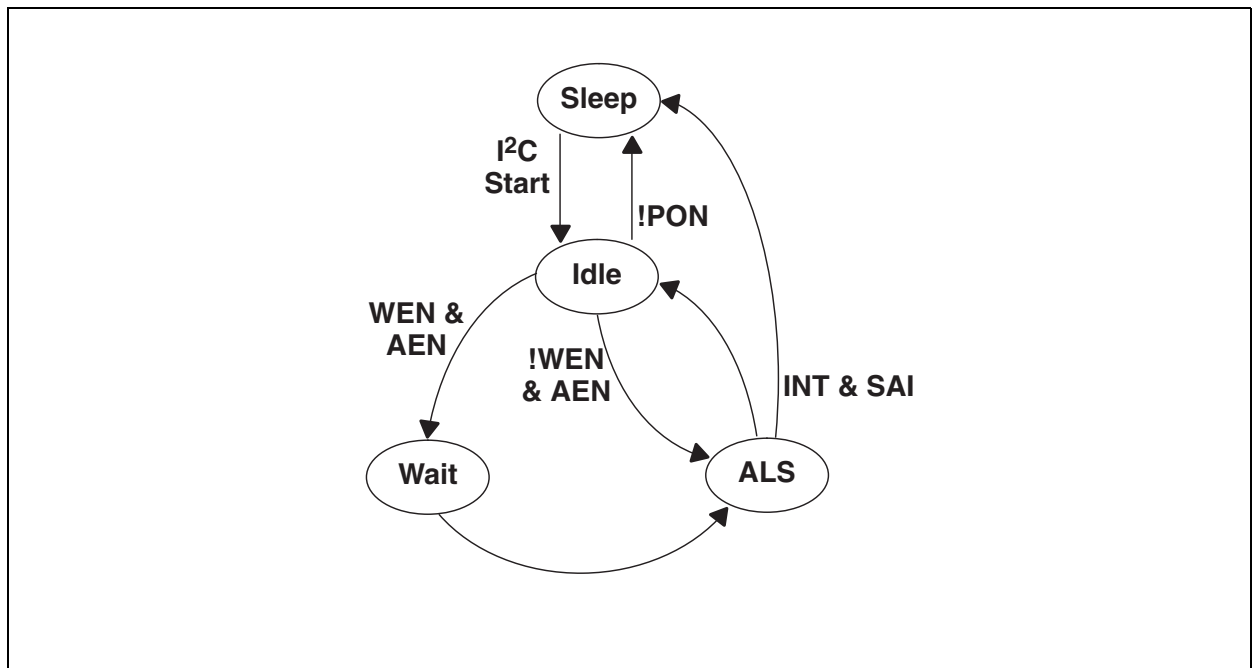 Sleep
I²C
Start
!PON
Idle
WEN &
AEN
!WEN
& AEN
INT & SAI
Wait
ALS